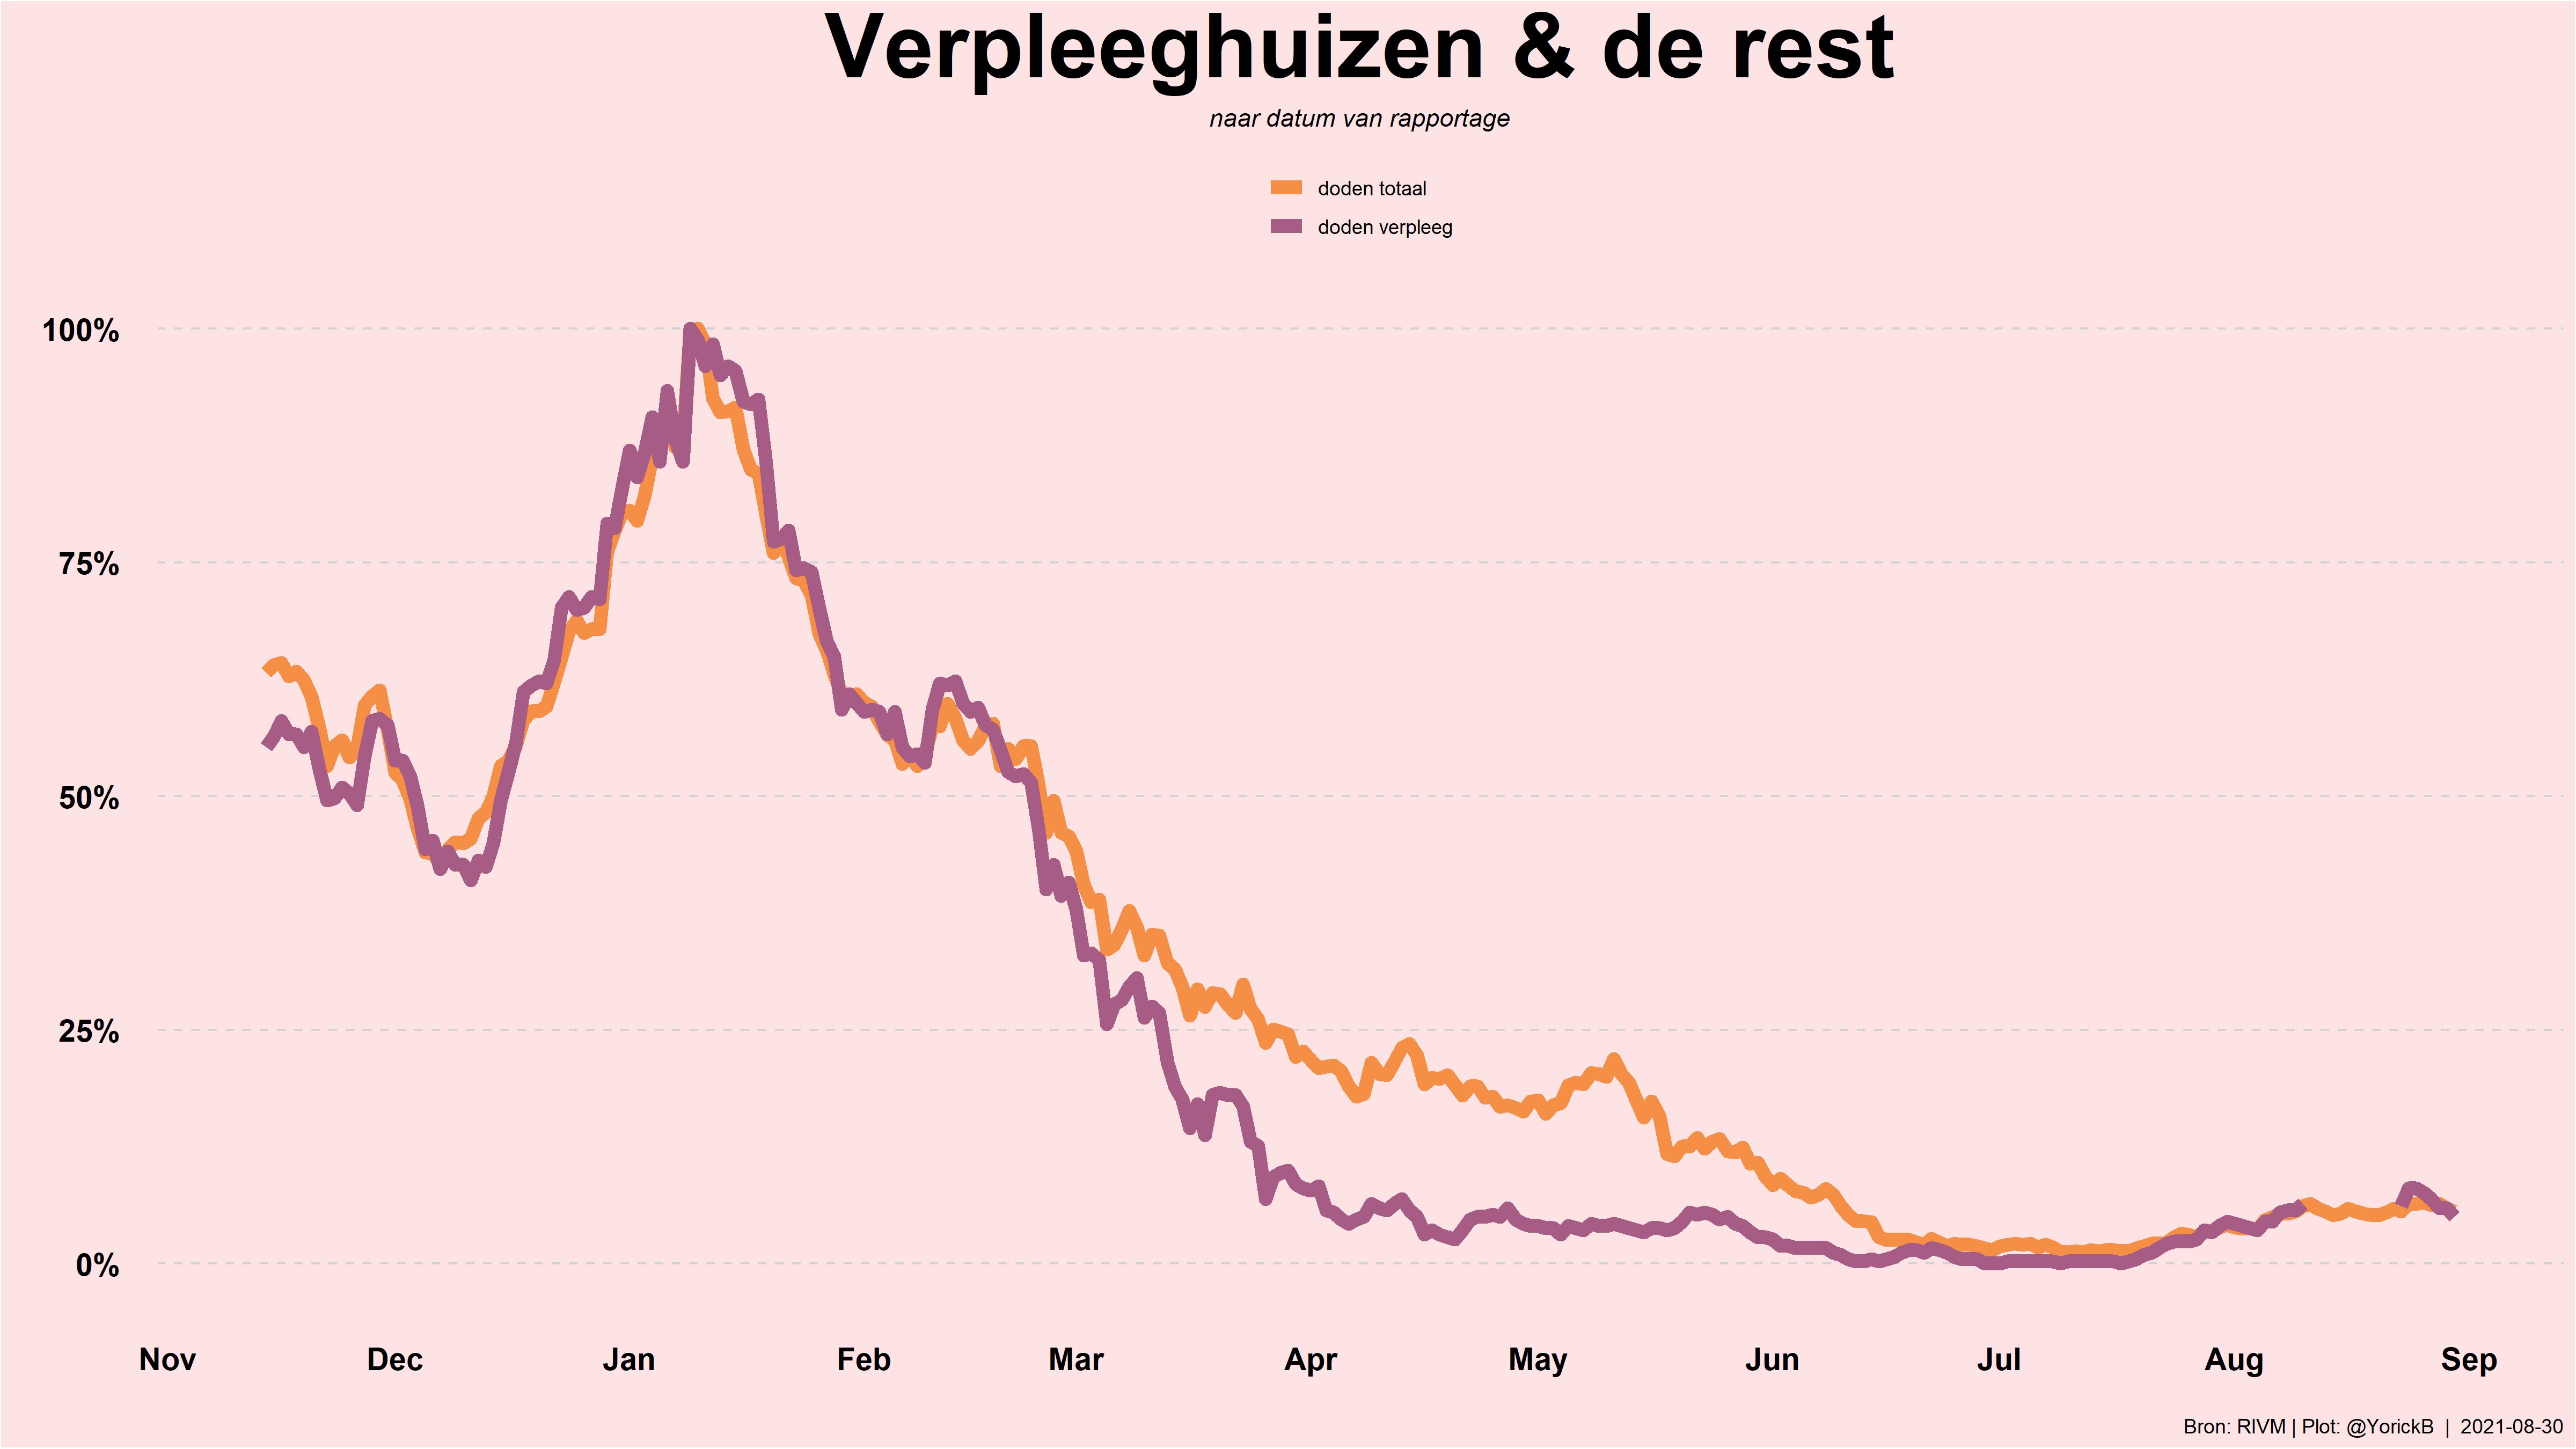 Verpleeghuizen & de rest
naar datum van rapportage
doden totaal
doden verpleeg
100%
75%
50%
25%
0%
Nov Dec Jan Feb Mar Apr May Jun Jul Aug Sep
Bron: RIVM | Plot: @YorickB | 2021-08-30